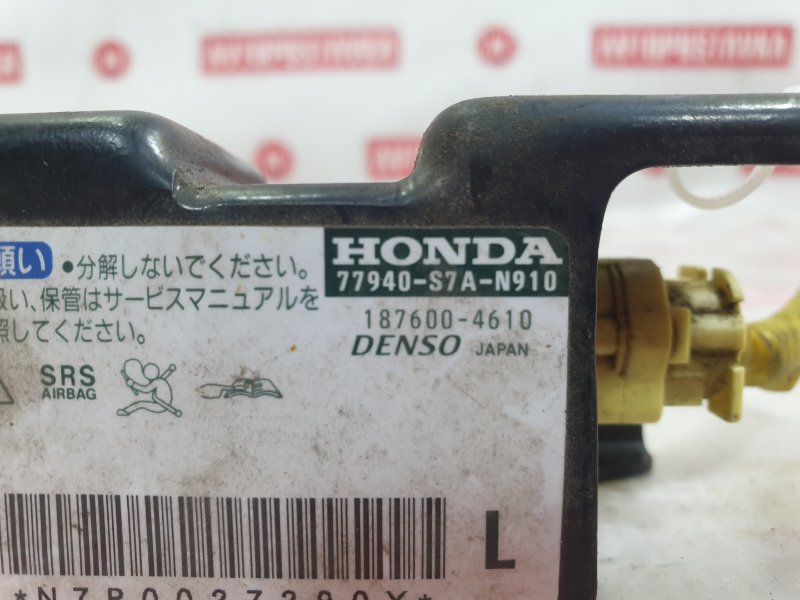 願い
•分解しないでください。
扱い、保管はサービスマニュアルを
照してください。
HONDA
77940-S7A-N910
187600-4610
DENSO JAPAN
SRS
AIRBAG
L